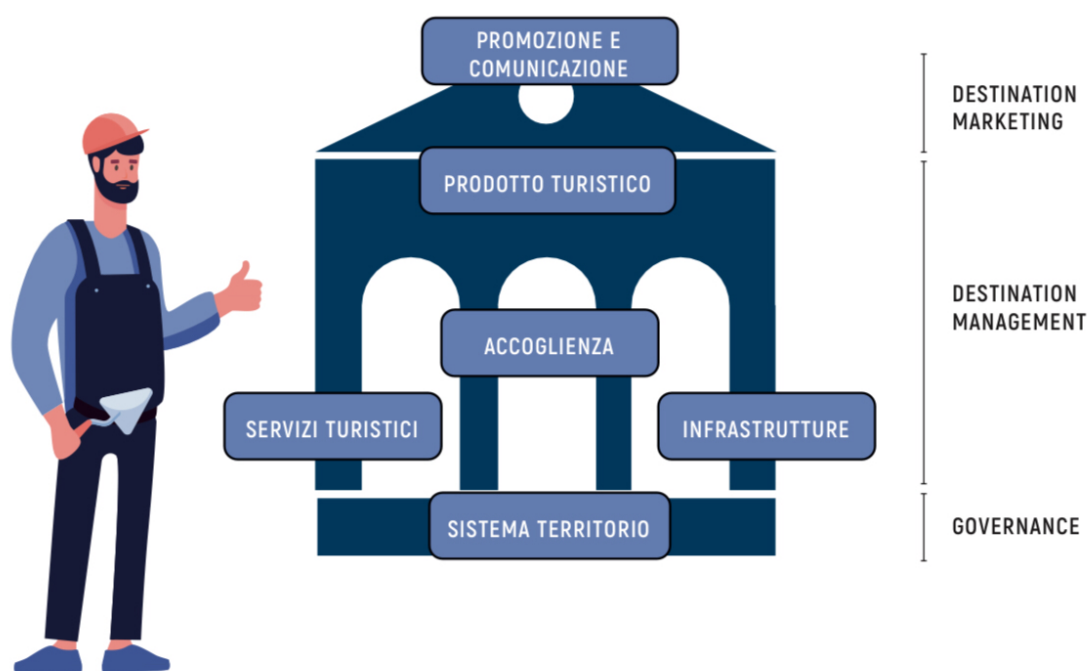 PROMOZIONE E
COMUNICAZIONE
DESTINATION
MARKETING
PRODOTTO TURISTICO
DESTINATION
MANAGEMENT
ACCOGLIENZA
SERVIZI TURISTICI
INFRASTRUTTURE
SISTEMA TERRITORIO
GOVERNANCE